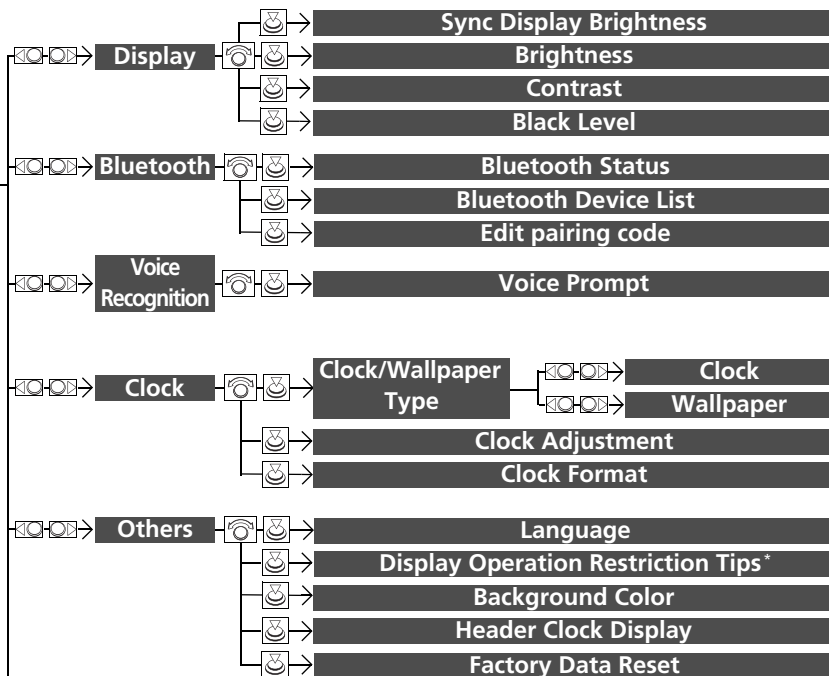 Sync Display Brightness
Display
Brightness
Contrast
Black Level
Bluetooth
Bluetooth Status
Bluetooth Device List
Edit pairing code
Voice
Recognition
Voice Prompt
Clock
Clock/Wallpaper
Type
Clock
Wallpaper
Clock Adjustment
Clock Format
Others
Language
Display Operation Restriction Tips*
Background Color
Header Clock Display
Factory Data Reset